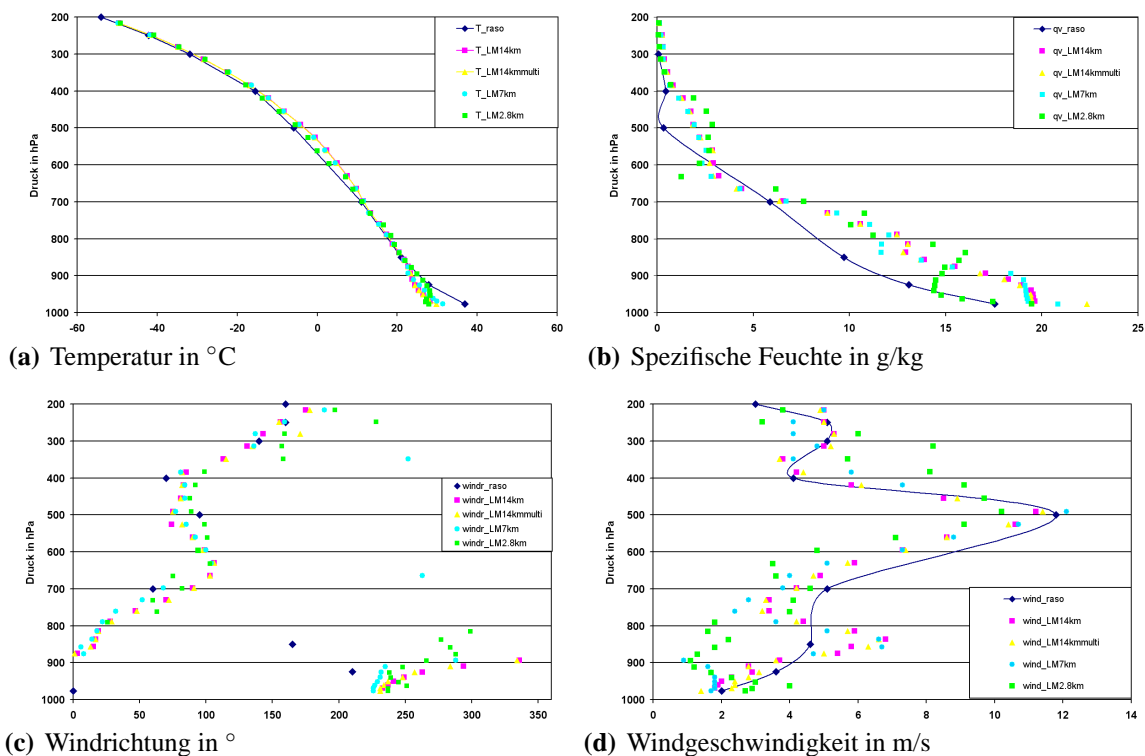 200
300
400
500
600
700
800
900
1000
Druck in hPa
-60
-40
-20
0
20
40
60
T_raso
T_LM14km
T_LM14kmmulti
T_LM7km
T_LM2.8km
(a) Temperatur in °C
200
300
400
500
600
700
800
900
1000
Druck in hPa
0
5
10
15
20
25
qv_raso
qv_LM14km
qv_LM14kmmulti
qv_LM7km
qv_LM2.8km
(b) Spezifische Feuchte in g/kg
200
300
400
500
600
700
800
900
1000
Druck in hPa
0
50
100
150
200
250
300
350
windr_raso
windr_LM14km
windr_LM14kmmulti
windr_LM7km
windr_LM2.8km
(c) Windrichtung in °
200
300
400
500
600
700
800
900
1000
Druck in hPa
0
2
4
6
8
10
12
14
wind_raso
wind_LM14km
wind_LM14kmmulti
wind_LM7km
wind_LM2.8km
(d) Windgeschwindigkeit in m/s